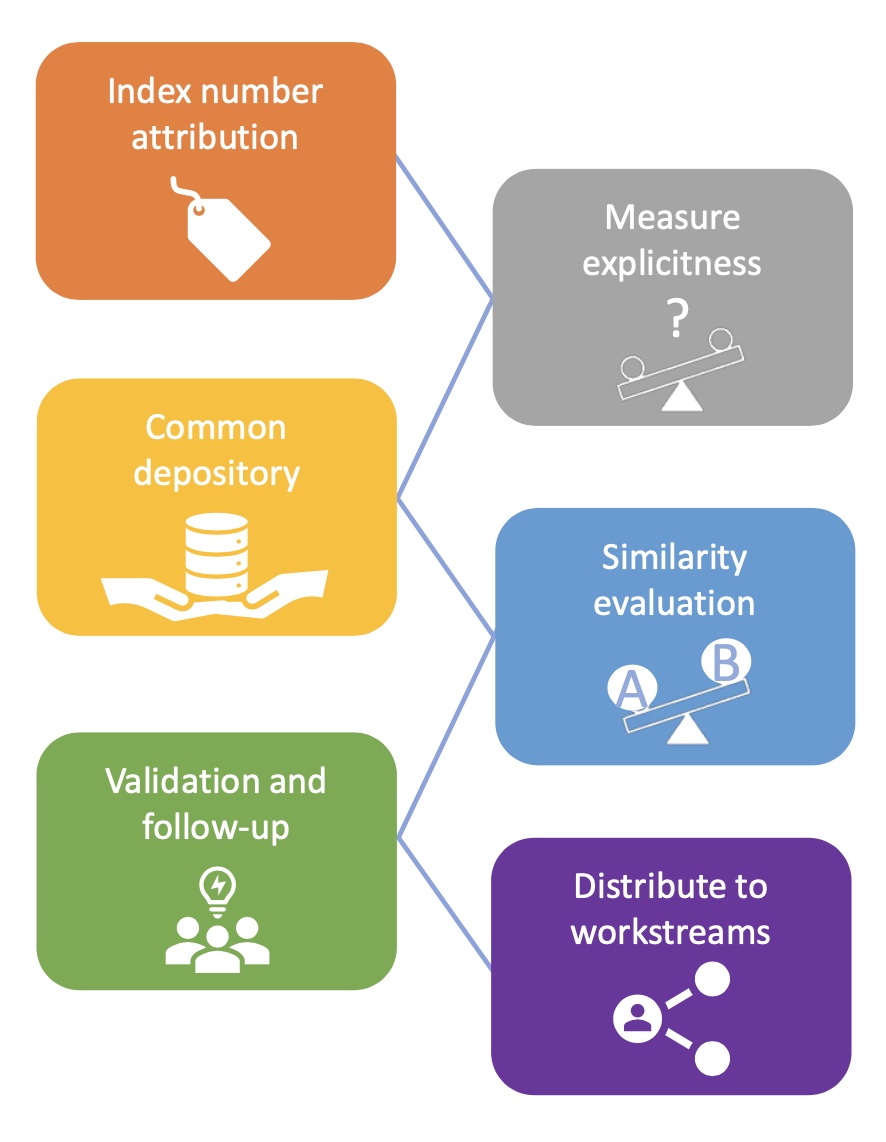 Index number
attribution
Measure
explicitness
?
Common
depository
Similarity
evaluation
A
B
Validation and
follow-up
Distribute to
workstreams